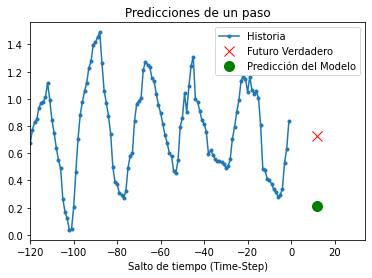 Predicciones de un paso
Historia
Futuro Verdadero
Predicción del Modelo
1.4
1.2
1.0
0.8
0.6
0.4
0.2
0.0
−120 −100 −80 −60 −40 −20 0 20
Salto de tiempo (Time-Step)